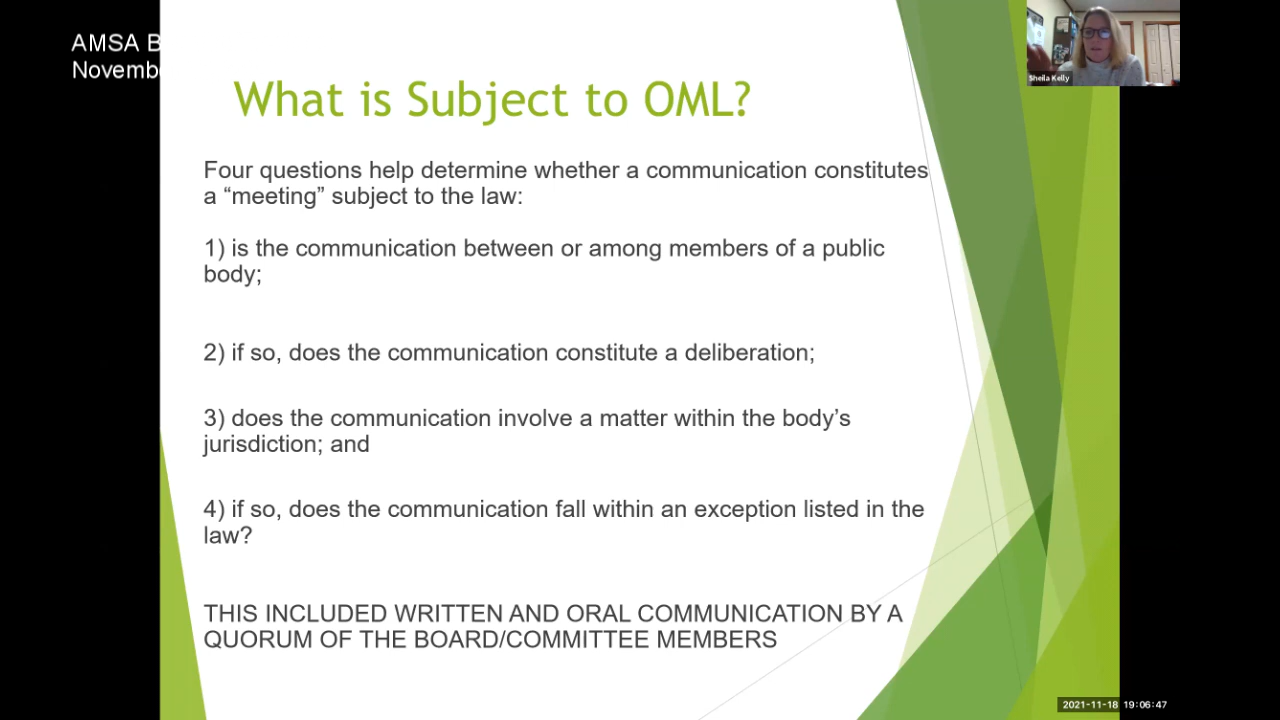 AMSA B
Novembe
What is Subject to OML?
Four questions help determine whether a communication constitutes
a “meeting” subject to the law:
1) is the communication between or among members of a public
body;
2) if so, does the communication constitute a deliberation;
3) does the communication involve a matter within the body’s
jurisdiction; and
4) if so, does the communication fall within an exception listed in the
law?
THIS INCLUDED WRITTEN AND ORAL COMMUNICATION BY A
QUORUM OF THE BOARD/COMMITTEE MEMBERS
Sheila Kelly
2021-11-18 19:06:47